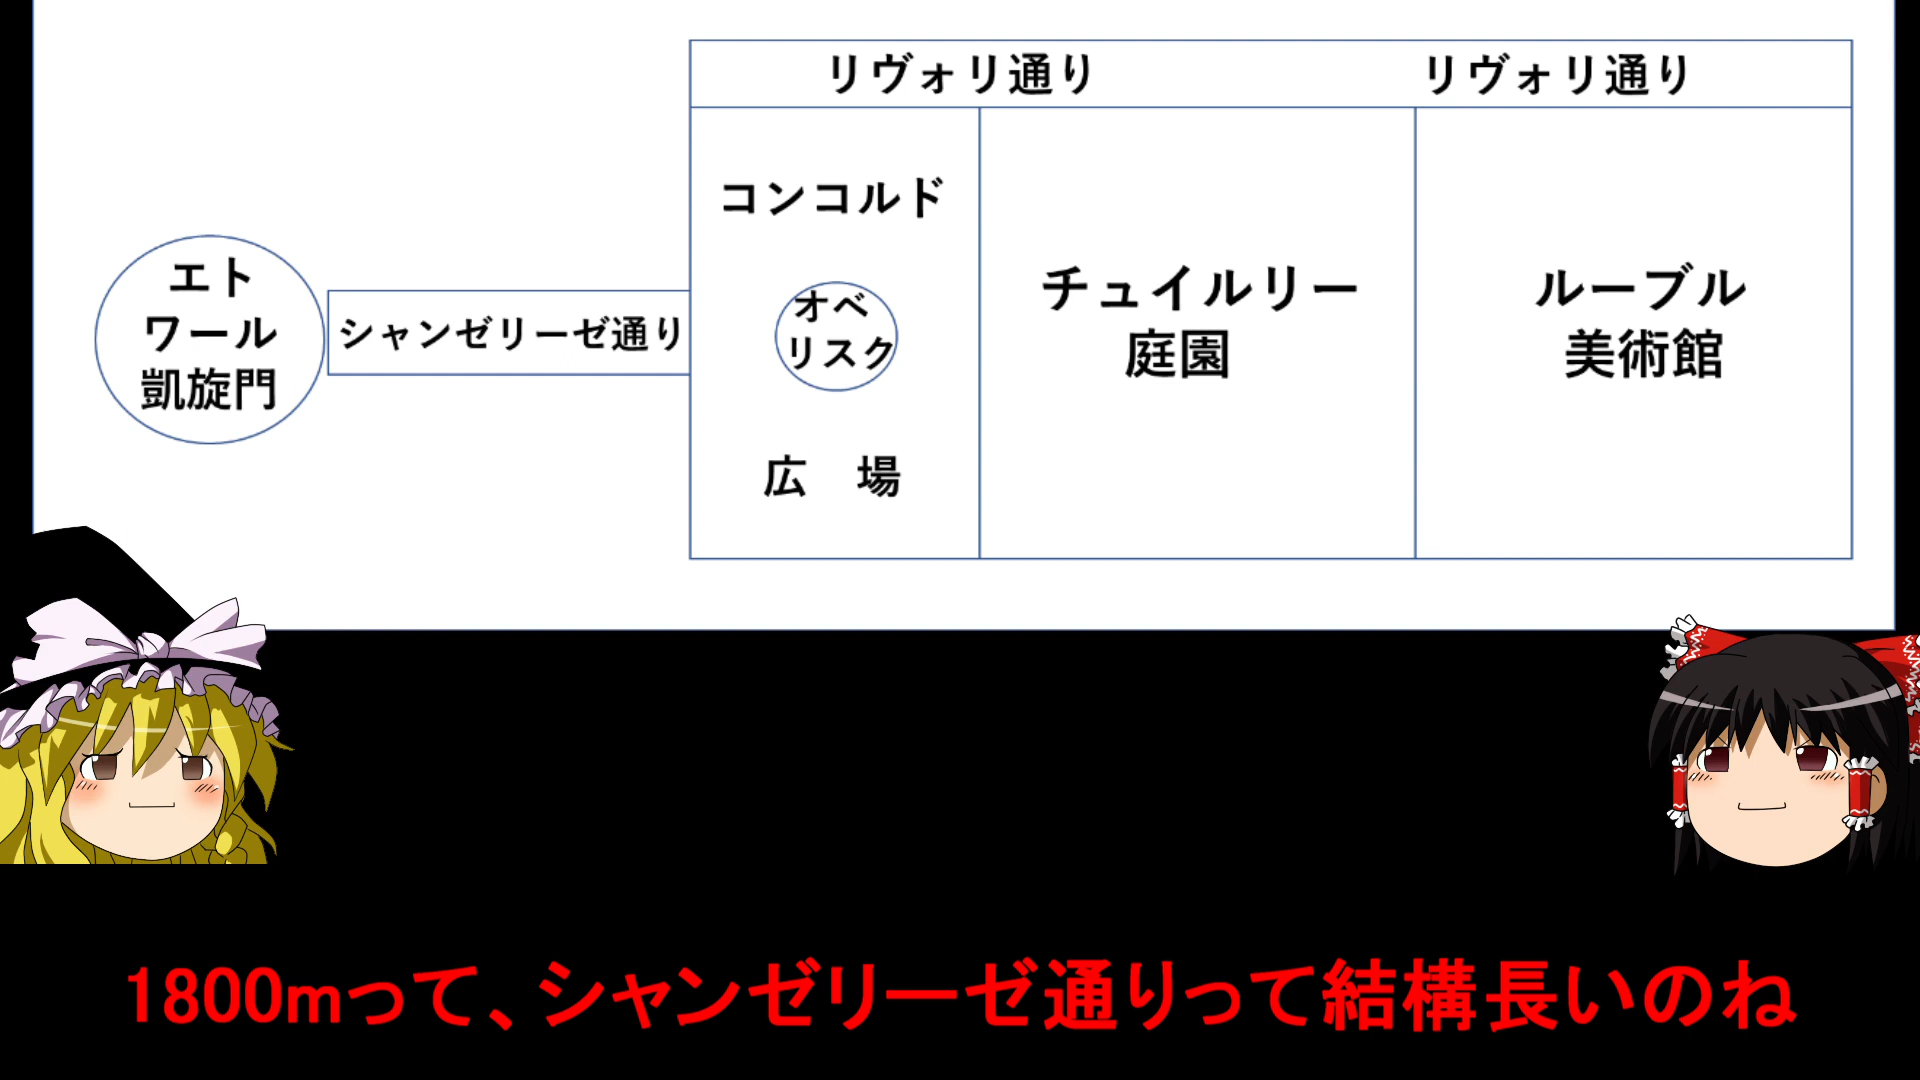 リヴォリ通り リヴォリ通り
エト
ワール
凱旋門
シャンゼリーゼ通り
コンコルド
オベ
リスク
広 場
チュイルリー
庭園
ルーブル
美術館
1800mって、シャンゼリーゼ通りって結構長いのね